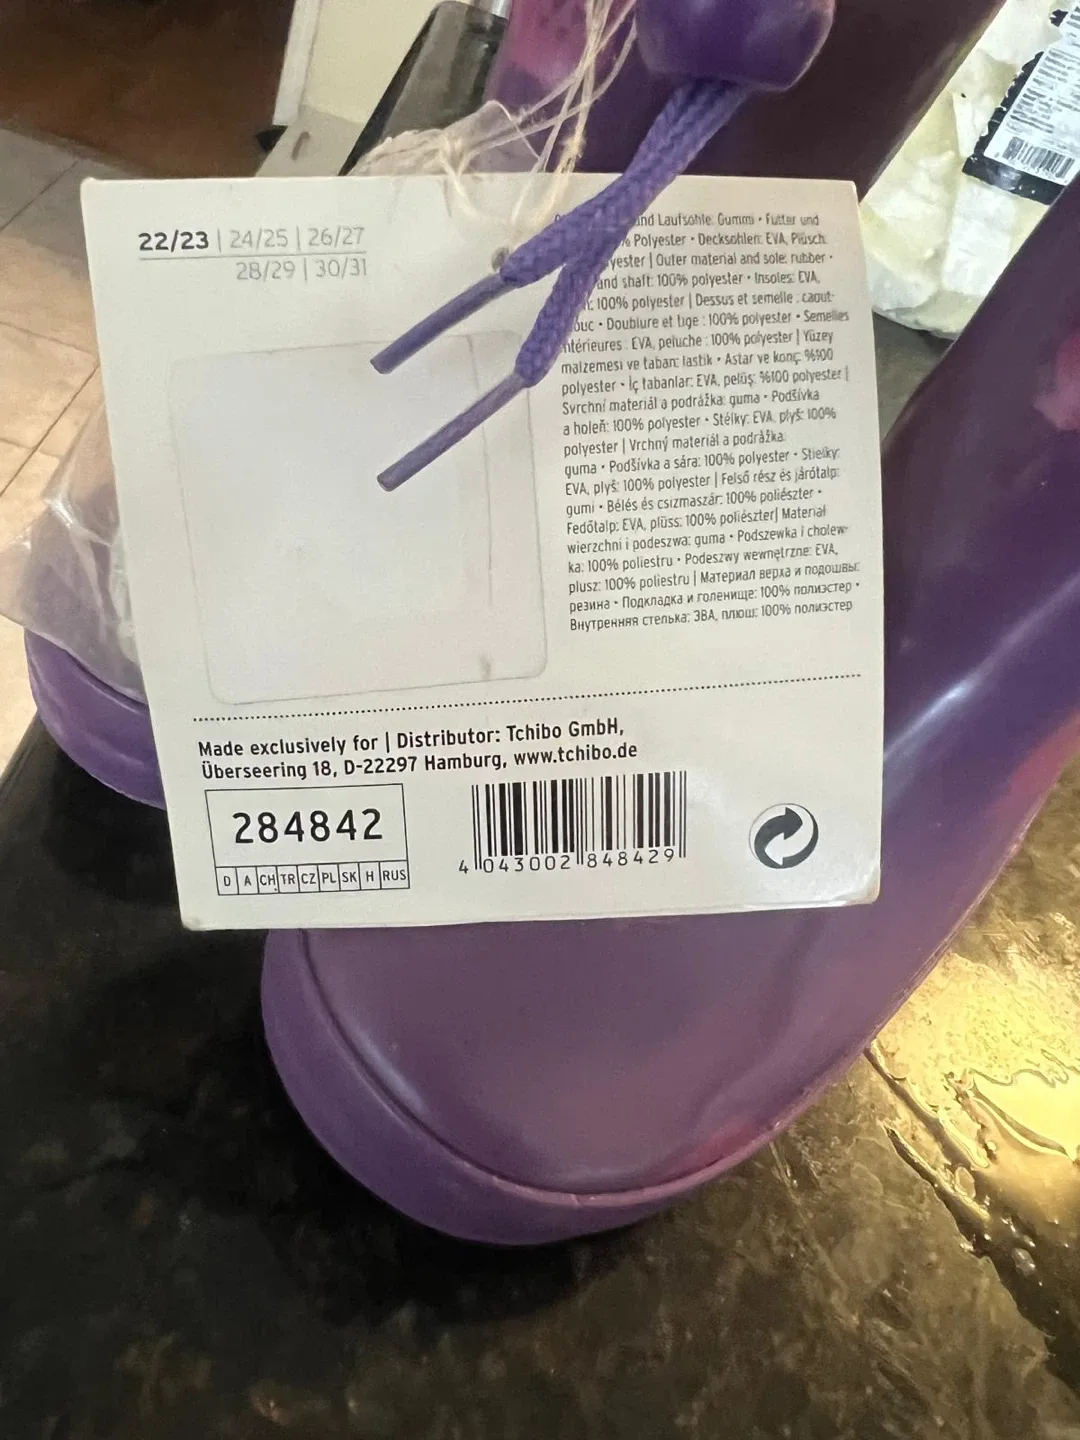 22/23 | 24/25 | 26/27
28/29 | 30/31
und Laufsohle: Gummi • Futter und
Polyester • Decksohlen: EVA, Plüsch:
| Outer material and sole: rubber •
and shaft: 100% polyester • Insoles: EVA,
100% polyester | Dessus et semelle : caout-
• Doublure et tige : 100% polyester • Semelles
intérieures : EVA, peluche : 100% polyester | Yüzey
malzemesi ve taban: lastik • Astar ve konç: %100
polyester • İç tabanlar: EVA, pelüş: %100 polyester |
Svrchní materiál a podrážka: guma • Podšívka
a holeň: 100% polyester • Stélky: EVA, plyš: 100%
polyester | Vrchný materiál a podrážka:
guma • Podšívka a sára: 100% polyester • Stielky:
EVA, plyš: 100% polyester | Felső rész és járótalp:
gumi • Bélés és csizmaszár: 100% poliészter •
Fedőtalp: EVA, plüss: 100% poliészter| Materiał
wierzchni i podeszwa: guma • Podszewka i cholew-
ka: 100% poliestru • Podeszwy wewnętrzne: EVA,
plusz: 100% poliestru | Материал верха и подошвы:
резина • Подкладка и голенище: 100% полиэстер •
Внутренняя стелька: ЭВА, плюш: 100% полиэстер
Made exclusively for | Distributor: Tchibo GmbH,
Überseering 18, D-22297 Hamburg, www.tchibo.de
284842
D A CH TR CZ PL SK H RUS
4 043002 848429